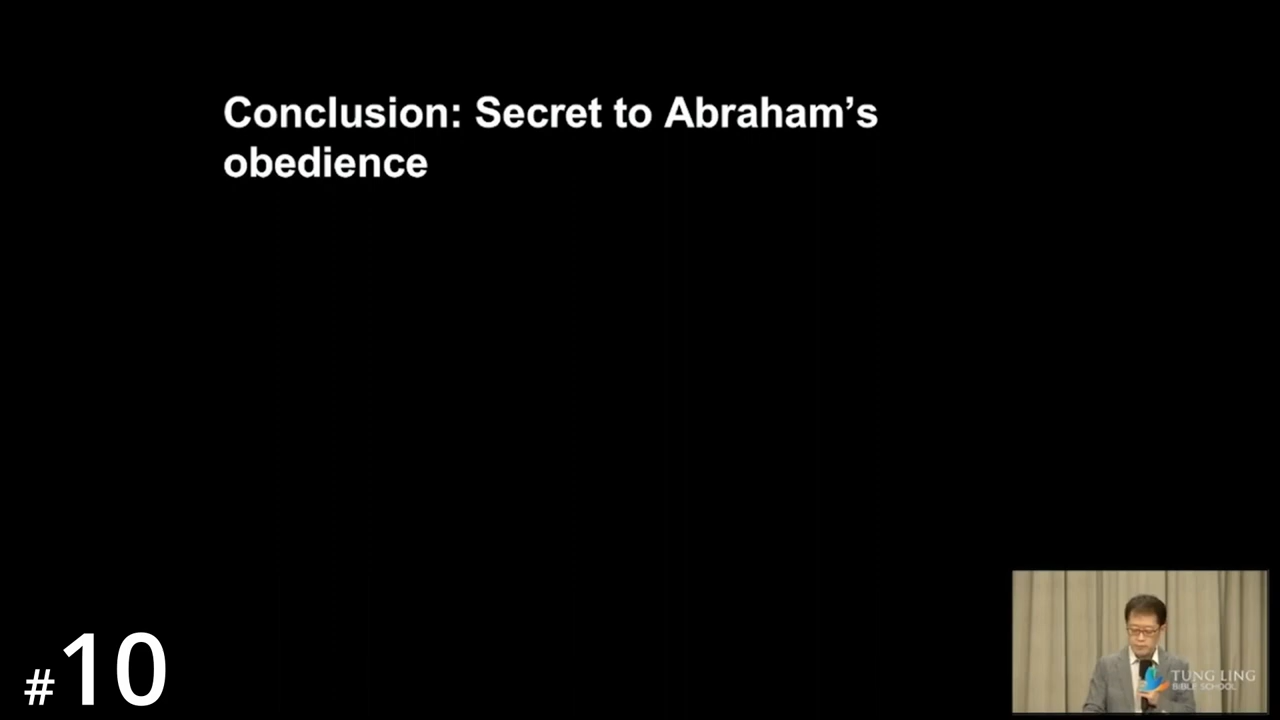 Conclusion: Secret to Abraham’s
obedience
#10
TUNG LING
BIBLE SCHOOL